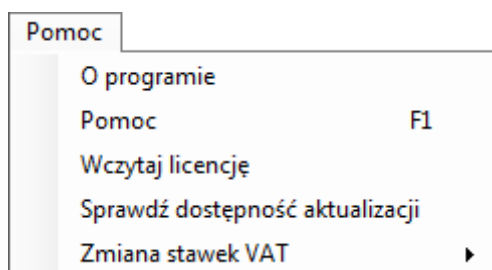 Pomoc
O programie
Pomoc F1
Wczytaj licencję
Sprawdź dostępność aktualizacji
Zmiana stawek VAT